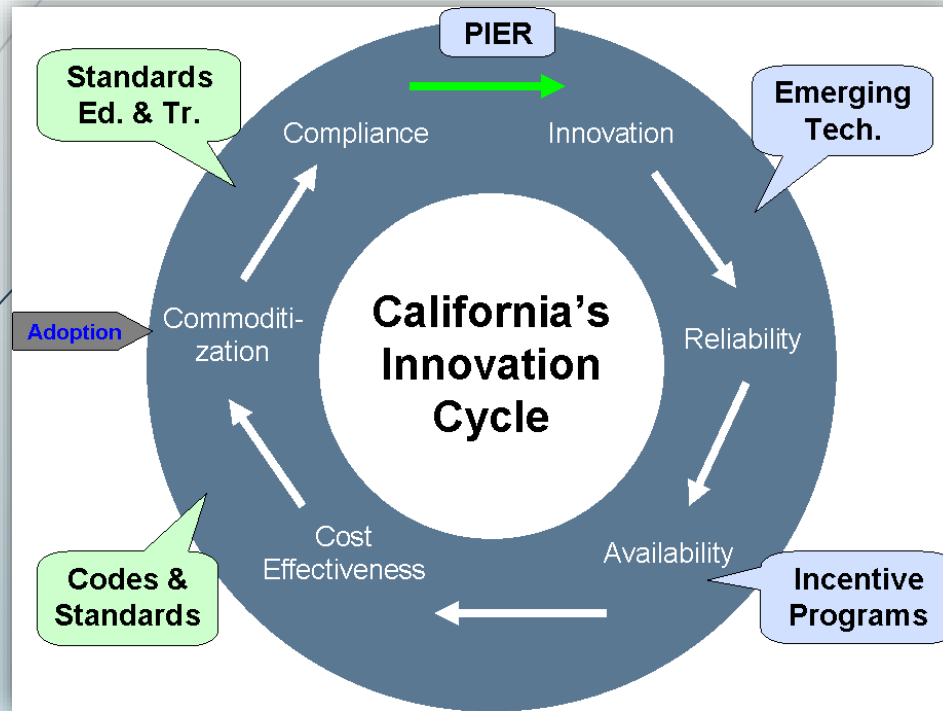 PIER
Standards
Ed. & Tr.
Emerging
Tech.
Compliance
Innovation
Adoption
Commoditi-
zation
California’s
Innovation
Cycle
Reliability
Cost
Effectiveness
Availability
Codes &
Standards
Incentive
Programs